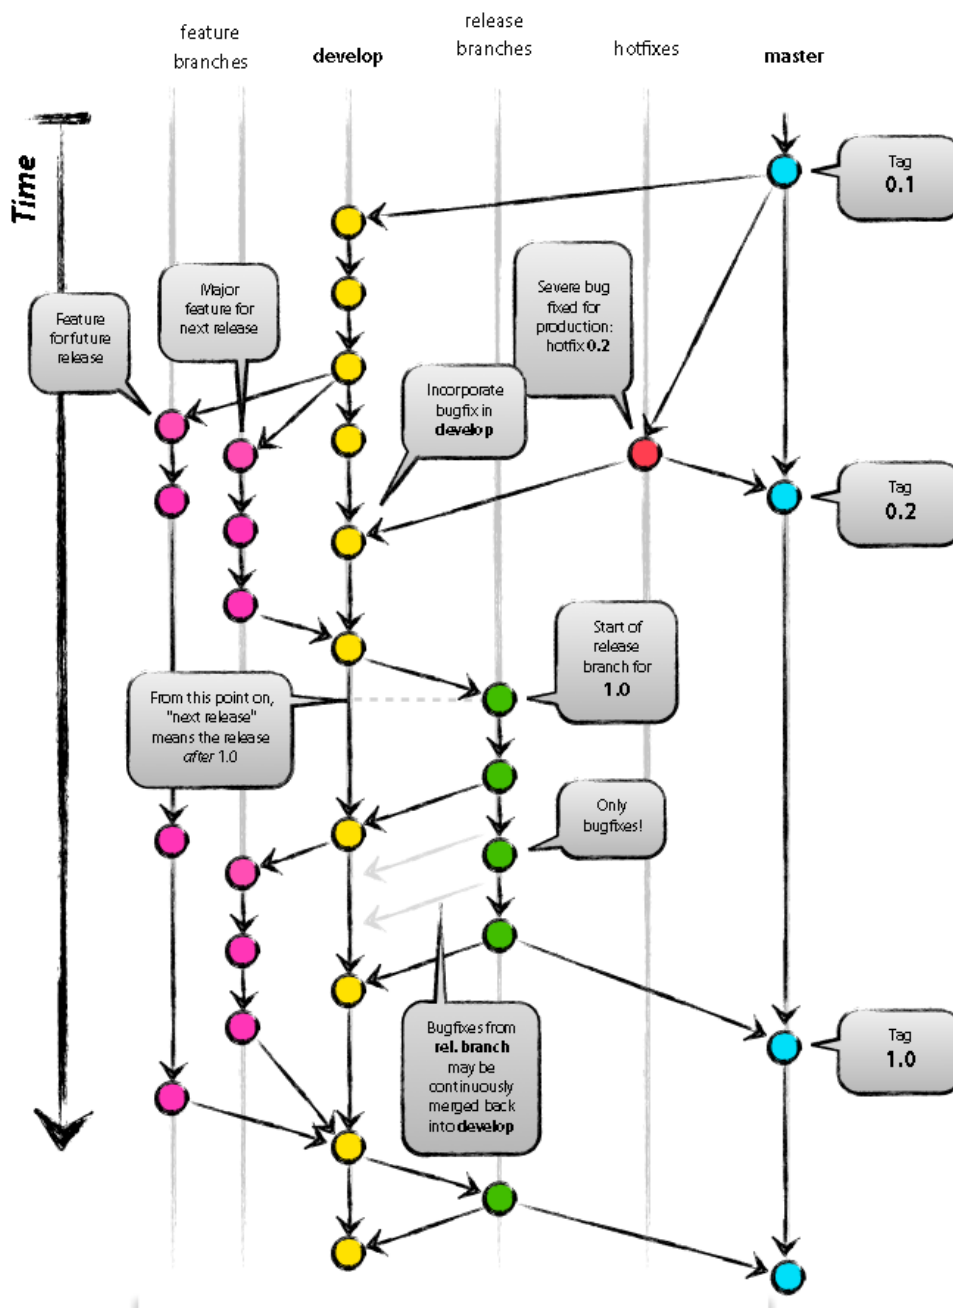 feature
branches
develop
release
branches
hotfixes
master
Time
Tag
0.1
Major
feature for
next release
Feature
for future
release
Severe bug
fixed for
production:
hotfix 0.2
Incorporate
bugfix in
develop
Tag
0.2
Start of
release
branch for
1.0
From this point on,
"next release"
means the release
after 1.0
Only
bugfixes!
Bugfixes from
rel. branch
may be
continuously
merged back
into develop
Tag
1.0